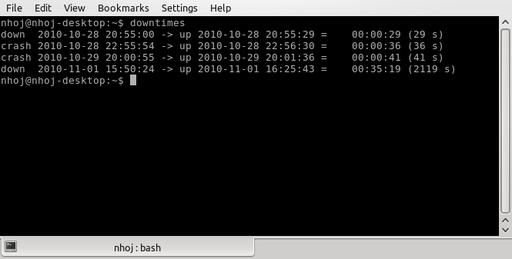 File Edit View Bookmarks Settings Help
nhoj@nhoj-desktop:~$ downtimes
down  2010-10-28 20:55:00 -> up 2010-10-28 20:55:29 =    00:00:29 (29 s)
crash 2010-10-28 22:55:54 -> up 2010-10-28 22:56:30 =    00:00:36 (36 s)
crash 2010-10-29 20:00:55 -> up 2010-10-29 20:01:36 =    00:00:41 (41 s)
down  2010-11-01 15:50:24 -> up 2010-11-01 16:25:43 =    00:35:19 (2119 s)
nhoj@nhoj-desktop:~$
nhoj : bash